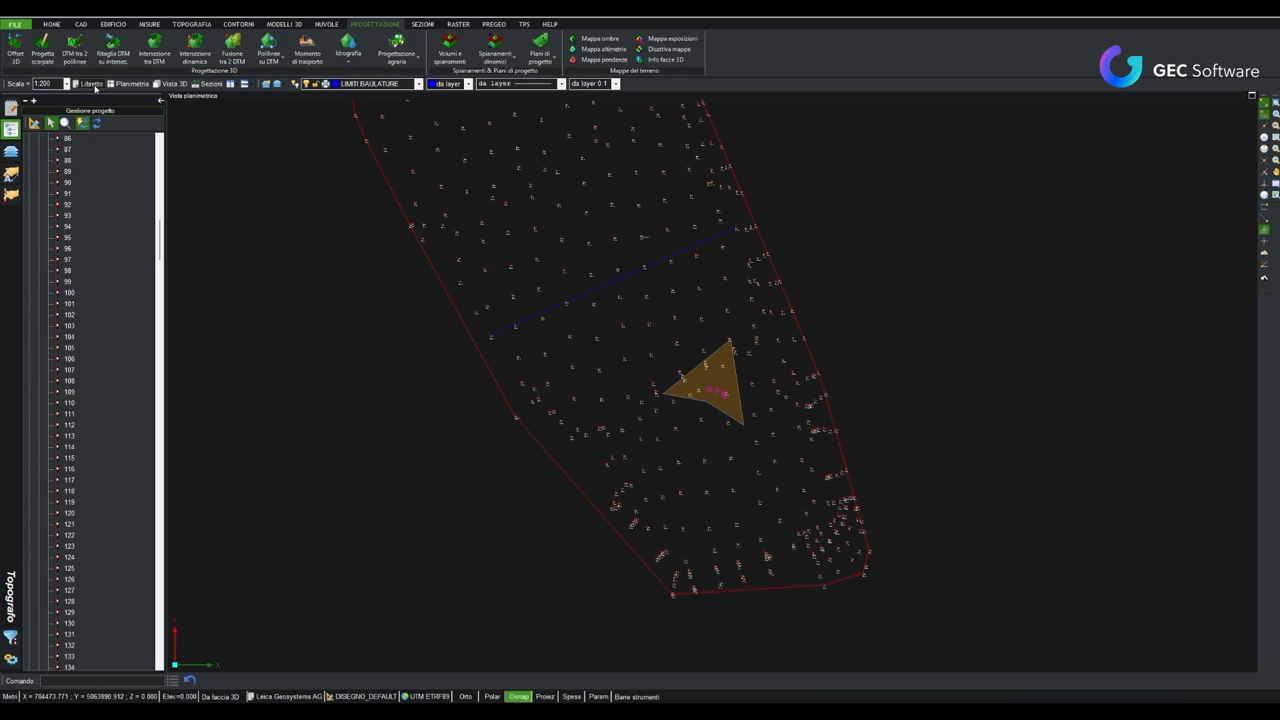 FILE HOME CAD EDIFICIO MISURE TOPOGRAFIA CONTORNI MODELLI 3D NUVOLE PROGETTAZIONE SEZIONI RASTER PREGEO TPS HELP
Offset 3D
Progetta scarpate
DTM tra 2 polilinee
Ritaglia DTM su intersez.
Intersezione tra DTM
Intersezione dinamica
Fusione tra 2 DTM
Polilinee su DTM
Momento di trasporto
Idrografia
Progettazione agraria
Volumi e spianamenti
Spianamenti dinamici
Piani di progetto
Mappa ombre
Mappa altimetrie
Mappa pendenze
Mappa esposizioni
Disattiva mappe
Info facce 3D
Progettazione 3D
Spianamenti & Piani di progetto
Mappe del terreno
GEC Software
Scala = 1:200 Libretto Planimetria Vista 3D Sezioni LIMITI BAULATURE da layer da layer da layer 0.1
Vista planimetrica
Gestione progetto
86
87
88
89
90
91
92
93
94
95
96
97
98
99
100
101
102
103
104
105
106
107
108
109
110
111
112
113
114
115
116
117
118
119
120
121
122
123
124
125
126
127
128
129
130
131
132
133
134
Topografo
Y
X
Comando :
Metri X = 784473.771 ; Y = 5063890.912 ; Z = 0.000 Elev=0.000 Da faccia 3D Leica Geosystems AG DISEGNO_DEFAULT UTM ETRF89 Orto Polar Osnap Proiez Spess Param Barre strumenti